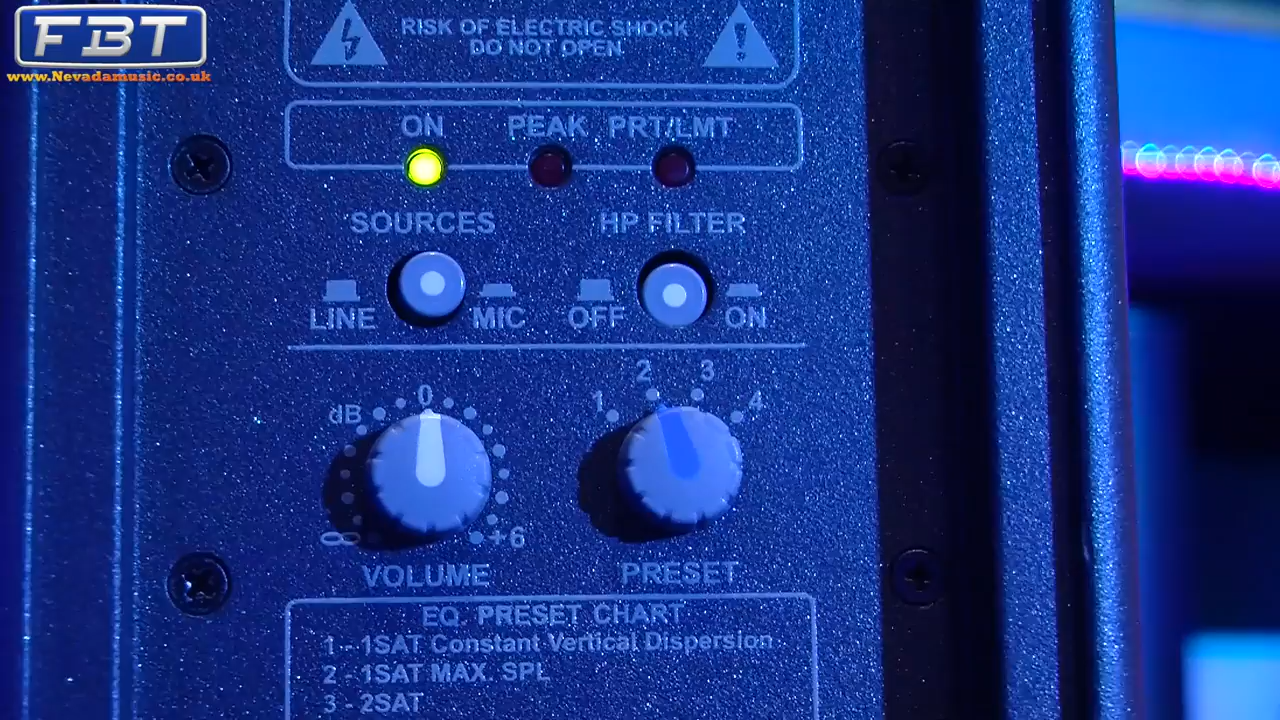 FBT
www.Nevadamusic.co.uk
RISK OF ELECTRIC SHOCK
DO NOT OPEN
ON PEAK PRT/LMT
SOURCES HP FILTER
LINE MIC OFF ON
dB 0 1 2 3 4
∞ +6
VOLUME PRESET
EQ. PRESET CHART
1 - 1SAT Constant Vertical Dispersion
2 - 1SAT MAX. SPL
3 - 2SAT